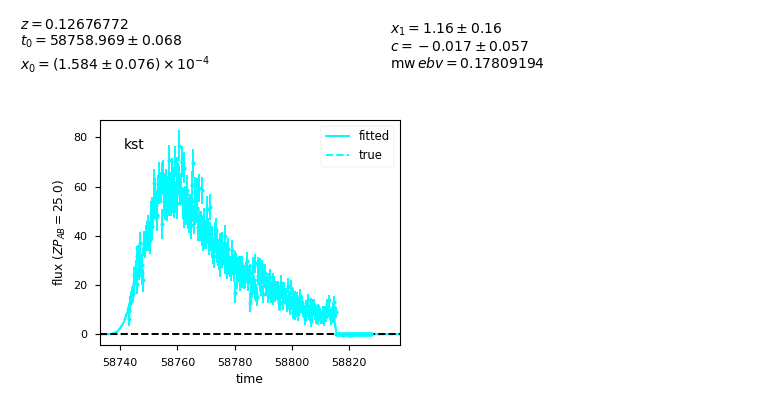 z = 0.12676772
t₀ = 58758.969 ± 0.068
x₀ = (1.584 ± 0.076) × 10⁻⁴
x₁ = 1.16 ± 0.16
c = −0.017 ± 0.057
mw ebv = 0.17809194
kst
fitted
true
80
60
40
20
0
flux (ZP_AB = 25.0)
58740 58760 58780 58800 58820
time